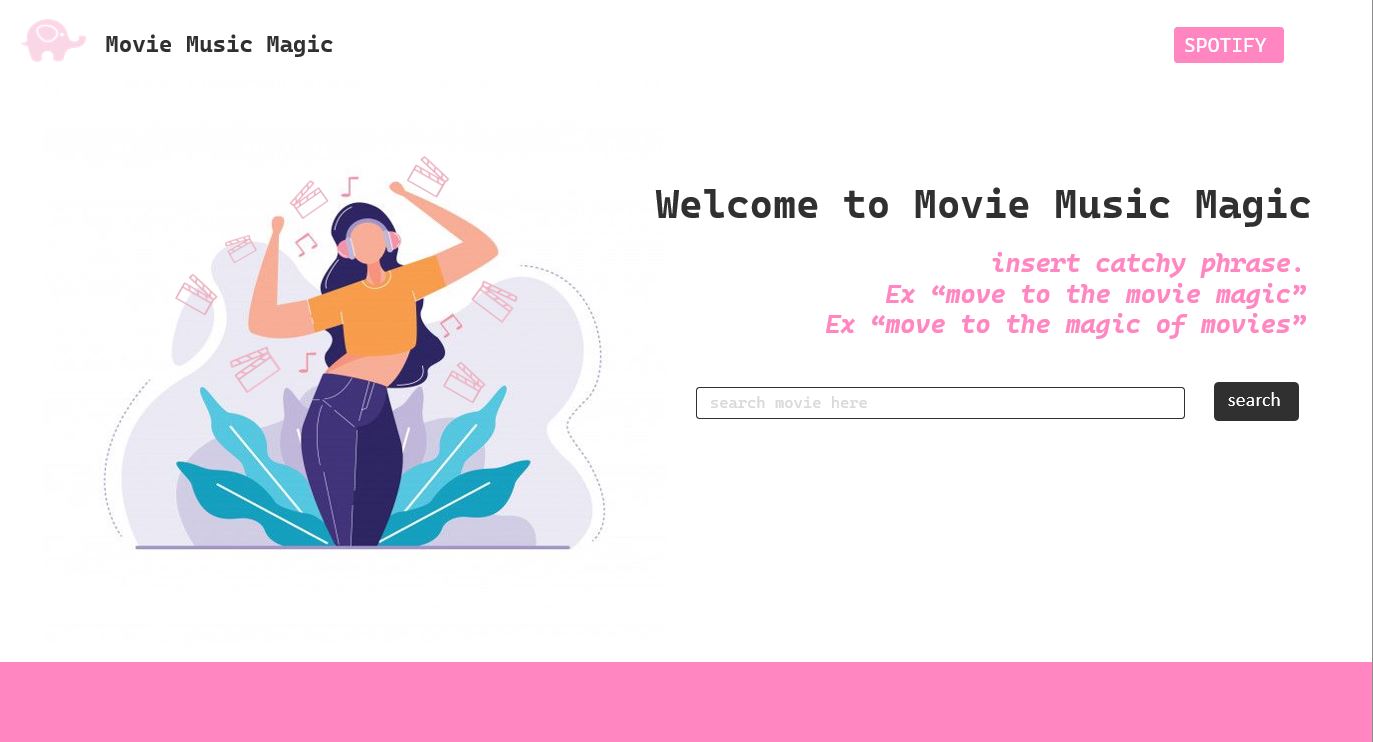 Movie Music Magic
SPOTIFY
Welcome to Movie Music Magic
insert catchy phrase.
Ex “move to the movie magic”
Ex “move to the magic of movies”
search movie here
search